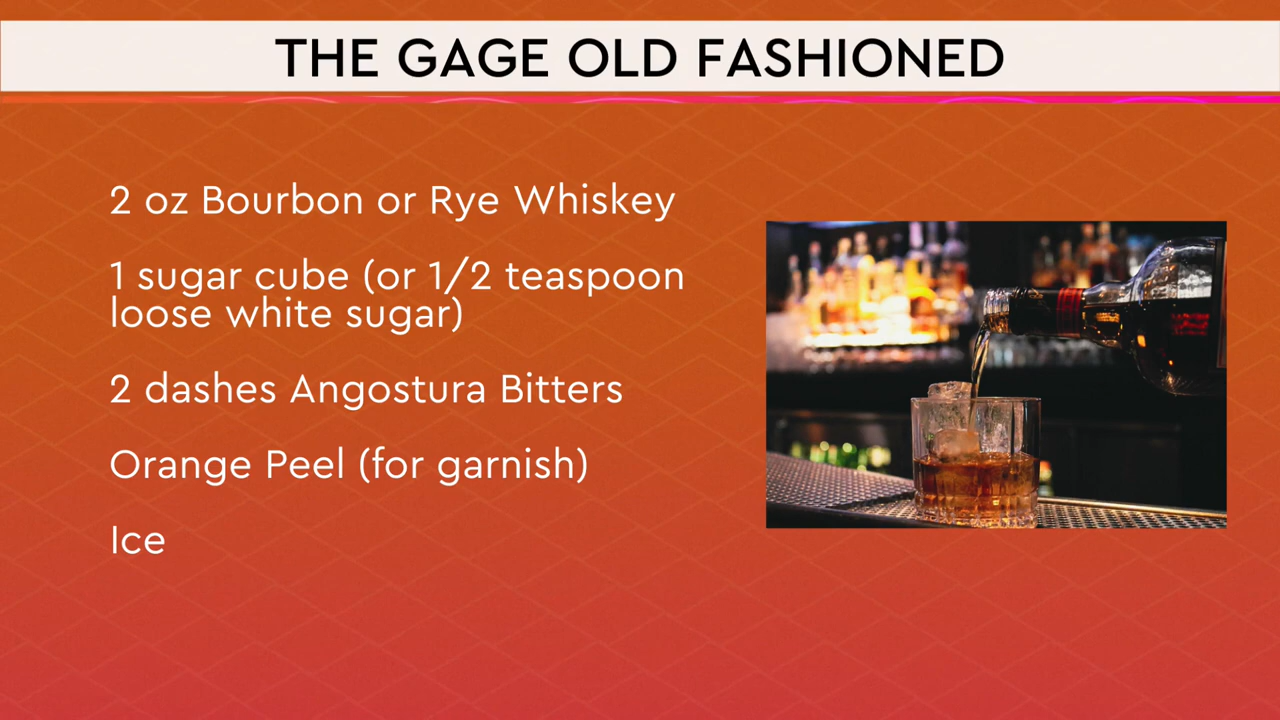 THE GAGE OLD FASHIONED
2 oz Bourbon or Rye Whiskey
1 sugar cube (or 1/2 teaspoon
loose white sugar)
2 dashes Angostura Bitters
Orange Peel (for garnish)
Ice